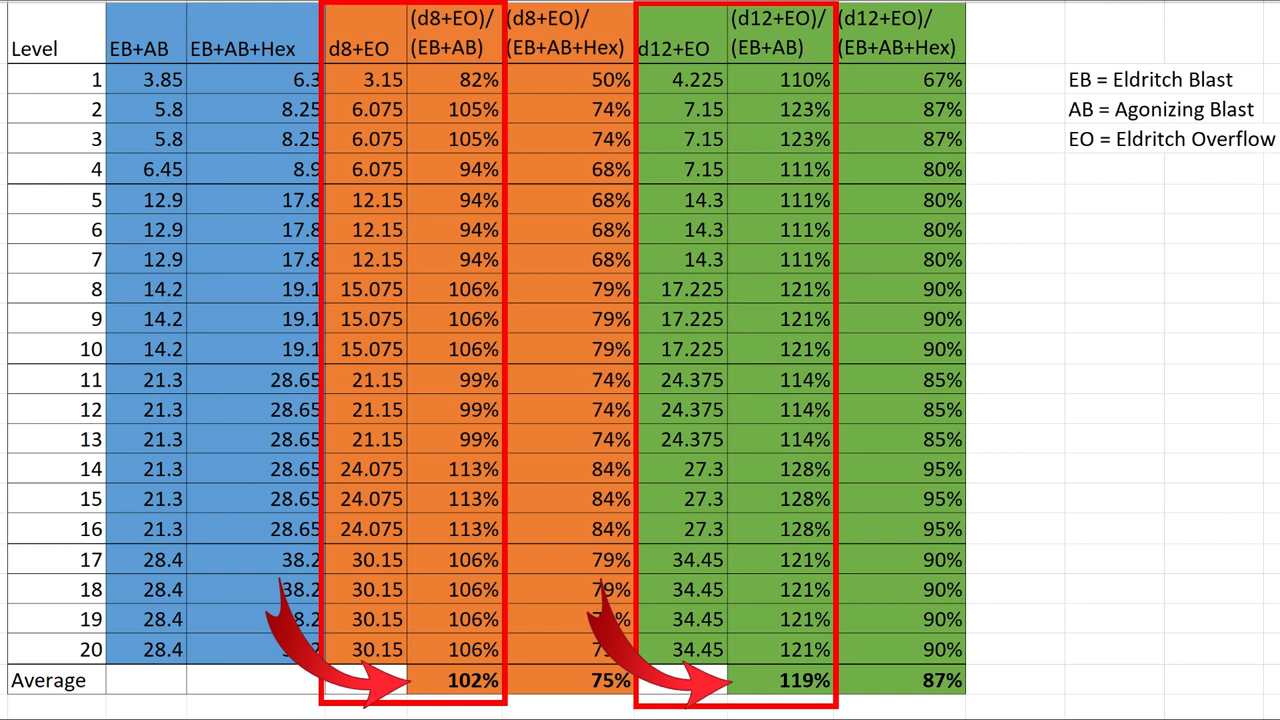 Level EB+AB EB+AB+Hex d8+EO (d8+EO)/(EB+AB) (d8+EO)/(EB+AB+Hex) d12+EO (d12+EO)/(EB+AB) (d12+EO)/(EB+AB+Hex)
1 3.85 6.3 3.15 82% 50% 4.225 110% 67% EB = Eldritch Blast
2 5.8 8.25 6.075 105% 74% 7.15 123% 87% AB = Agonizing Blast
3 5.8 8.25 6.075 105% 74% 7.15 123% 87% EO = Eldritch Overflow
4 6.45 8.9 6.075 94% 68% 7.15 111% 80%
5 12.9 17.8 12.15 94% 68% 14.3 111% 80%
6 12.9 17.8 12.15 94% 68% 14.3 111% 80%
7 12.9 17.8 12.15 94% 68% 14.3 111% 80%
8 14.2 19.1 15.075 106% 79% 17.225 121% 90%
9 14.2 19.1 15.075 106% 79% 17.225 121% 90%
10 14.2 19.1 15.075 106% 79% 17.225 121% 90%
11 21.3 28.65 21.15 99% 74% 24.375 114% 85%
12 21.3 28.65 21.15 99% 74% 24.375 114% 85%
13 21.3 28.65 21.15 99% 74% 24.375 114% 85%
14 21.3 28.65 24.075 113% 84% 27.3 128% 95%
15 21.3 28.65 24.075 113% 84% 27.3 128% 95%
16 21.3 28.65 24.075 113% 84% 27.3 128% 95%
17 28.4 38.2 30.15 106% 79% 34.45 121% 90%
18 28.4 38.2 30.15 106% 79% 34.45 121% 90%
19 28.4 30.15 106% 34.45 121% 90%
20 28.4 30.15 106% 34.45 121% 90%
Average 102% 75% 119% 87%